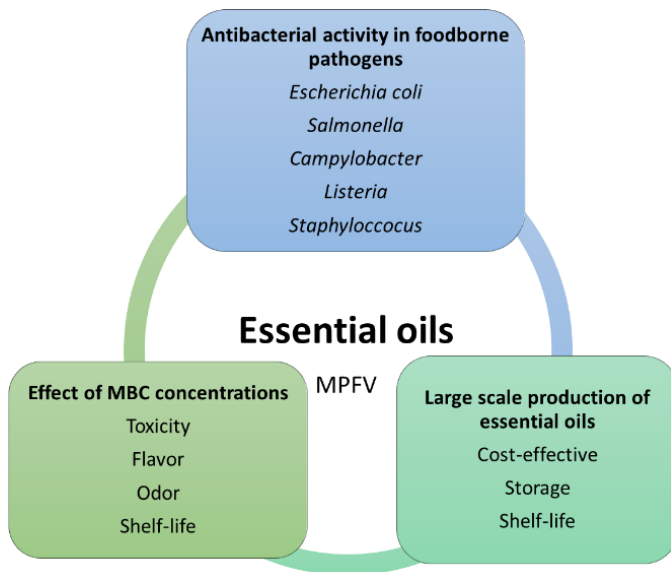 Antibacterial activity in foodborne
pathogens
Escherichia coli
Salmonella
Campylobacter
Listeria
Staphyloccocus
Essential oils
MPFV
Effect of MBC concentrations
Toxicity
Flavor
Odor
Shelf-life
Large scale production of
essential oils
Cost-effective
Storage
Shelf-life